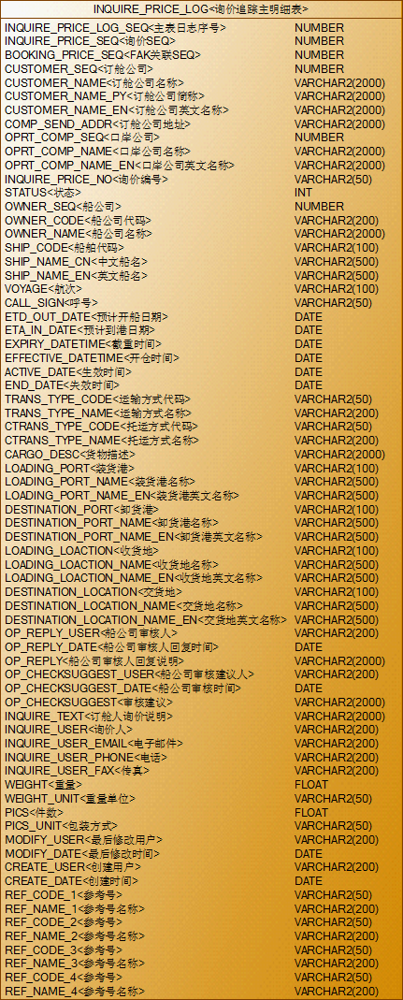 INQUIRE_PRICE_LOG<询价追踪主明细表>
INQUIRE_PRICE_LOG_SEQ<主表日志序号> NUMBER
INQUIRE_PRICE_SEQ<询价SEQ> NUMBER
BOOKING_PRICE_SEQ<FAK关联SEQ> NUMBER
CUSTOMER_SEQ<订舱公司> NUMBER
CUSTOMER_NAME<订舱公司名称> VARCHAR2(2000)
CUSTOMER_NAME_PY<订舱公司简称> VARCHAR2(2000)
CUSTOMER_NAME_EN<订舱公司英文名称> VARCHAR2(2000)
COMP_SEND_ADDR<订舱公司地址> VARCHAR2(2000)
OPRT_COMP_SEQ<口岸公司> NUMBER
OPRT_COMP_NAME<口岸公司名称> VARCHAR2(2000)
OPRT_COMP_NAME_EN<口岸公司英文名称> VARCHAR2(2000)
INQUIRE_PRICE_NO<询价编号> VARCHAR2(50)
STATUS<状态> INT
OWNER_SEQ<船公司> NUMBER
OWNER_CODE<船公司代码> VARCHAR2(200)
OWNER_NAME<船公司名称> VARCHAR2(2000)
SHIP_CODE<船舶代码> VARCHAR2(100)
SHIP_NAME_CN<中文船名> VARCHAR2(500)
SHIP_NAME_EN<英文船名> VARCHAR2(500)
VOYAGE<航次> VARCHAR2(100)
CALL_SIGN<呼号> VARCHAR2(50)
ETD_OUT_DATE<预计开船日期> DATE
ETA_IN_DATE<预计到港日期> DATE
EXPIRY_DATETIME<截重时间> DATE
EFFECTIVE_DATETIME<开仓时间> DATE
ACTIVE_DATE<生效时间> DATE
END_DATE<失效时间> DATE
TRANS_TYPE_CODE<运输方式代码> VARCHAR2(50)
TRANS_TYPE_NAME<运输方式名称> VARCHAR2(200)
CTRANS_TYPE_CODE<托运方式代码> VARCHAR2(50)
CTRANS_TYPE_NAME<托运方式名称> VARCHAR2(200)
CARGO_DESC<货物描述> VARCHAR2(2000)
LOADING_PORT<装货港> VARCHAR2(100)
LOADING_PORT_NAME<装货港名称> VARCHAR2(500)
LOADING_PORT_NAME_EN<装货港英文名称> VARCHAR2(500)
DESTINATION_PORT<卸货港> VARCHAR2(100)
DESTINATION_PORT_NAME<卸货港名称> VARCHAR2(500)
DESTINATION_PORT_NAME_EN<卸货港英文名称> VARCHAR2(500)
LOADING_LOACTION<收货地> VARCHAR2(100)
LOADING_LOACTION_NAME<收货地名称> VARCHAR2(500)
LOADING_LOACTION_NAME_EN<收货地英文名称> VARCHAR2(500)
DESTINATION_LOCATION<交货地> VARCHAR2(100)
DESTINATION_LOCATION_NAME<交货地名称> VARCHAR2(500)
DESTINATION_LOCATION_NAME_EN<交货地英文名称> VARCHAR2(500)
OP_REPLY_USER<船公司审核人> VARCHAR2(200)
OP_REPLY_DATE<船公司审核人回复时间> DATE
OP_REPLY<船公司审核人回复说明> VARCHAR2(2000)
OP_CHECKSUGGEST_USER<船公司审核建议人> VARCHAR2(200)
OP_CHECKSUGGEST_DATE<船公司审核时间> DATE
OP_CHECKSUGGEST<审核建议> VARCHAR2(2000)
INQUIRE_TEXT<订舱人询价说明> VARCHAR2(2000)
INQUIRE_USER<询价人> VARCHAR2(200)
INQUIRE_USER_EMAIL<电子邮件> VARCHAR2(200)
INQUIRE_USER_PHONE<电话> VARCHAR2(200)
INQUIRE_USER_FAX<传真> VARCHAR2(200)
WEIGHT<重量> FLOAT
WEIGHT_UNIT<重量单位> VARCHAR2(50)
PICS<件数> FLOAT
PICS_UNIT<包装方式> VARCHAR2(50)
MODIFY_USER<最后修改用户> VARCHAR2(200)
MODIFY_DATE<最后修改时间> DATE
CREATE_USER<创建用户> VARCHAR2(200)
CREATE_DATE<创建时间> DATE
REF_CODE_1<参考号> VARCHAR2(50)
REF_NAME_1<参考号名称> VARCHAR2(200)
REF_CODE_2<参考号> VARCHAR2(50)
REF_NAME_2<参考号名称> VARCHAR2(200)
REF_CODE_3<参考号> VARCHAR2(50)
REF_NAME_3<参考号名称> VARCHAR2(200)
REF_CODE_4<参考号> VARCHAR2(50)
REF_NAME_4<参考号名称> VARCHAR2(200)